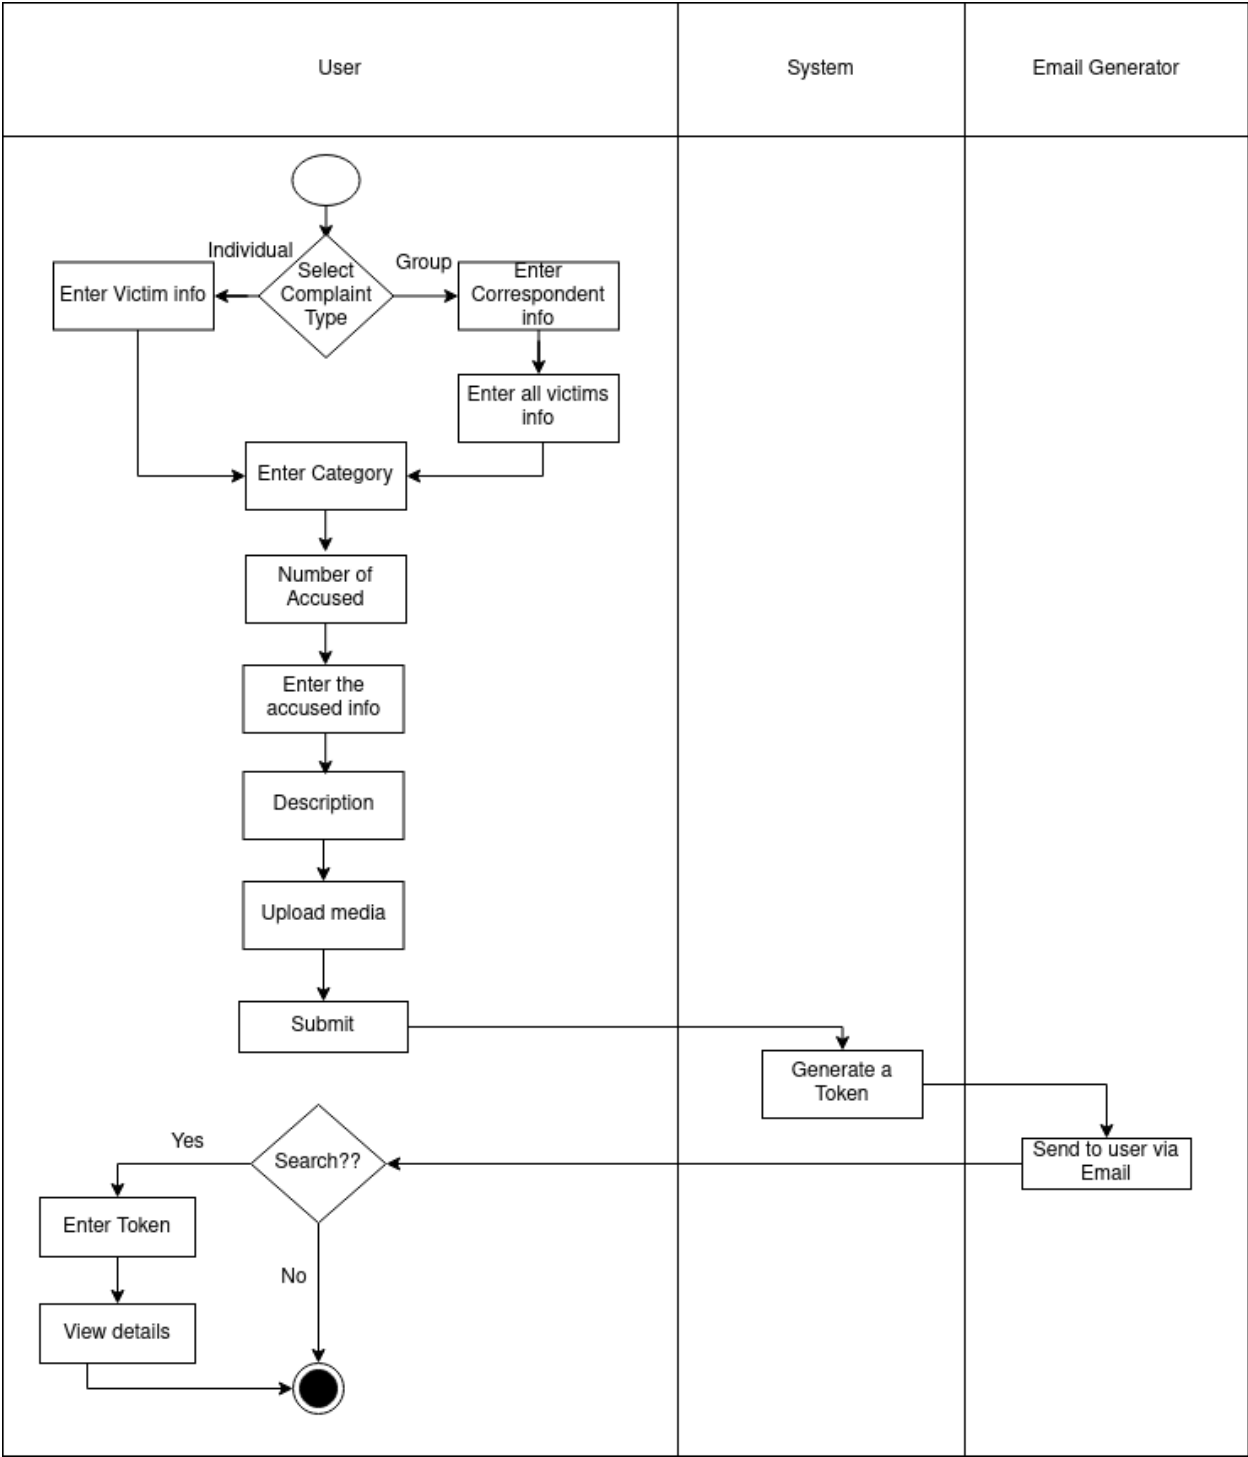 User
System
Email Generator
Individual
Group
Select
Complaint
Type
Enter Victim info
Enter
Correspondent
info
Enter all victims
info
Enter Category
Number of
Accused
Enter the
accused info
Description
Upload media
Submit
Generate a
Token
Send to user via
Email
Search??
Yes
Enter Token
No
View details